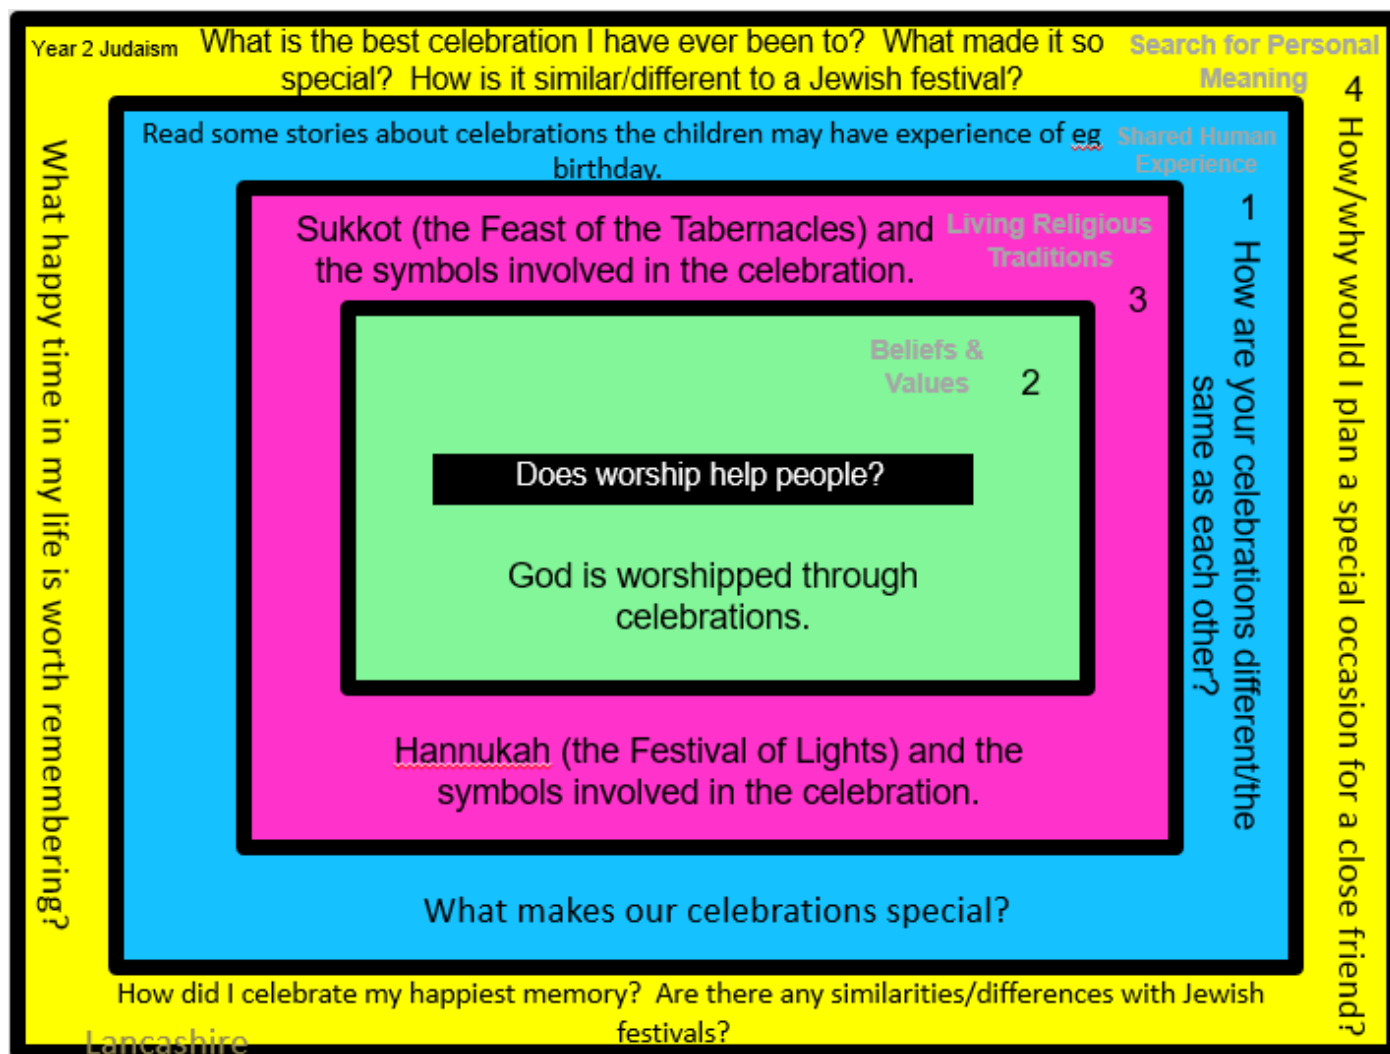 Year 2 Judaism
What is the best celebration I have ever been to?  What made it so
special?  How is it similar/different to a Jewish festival?
Search for Personal
Meaning
4
How/why would I plan a special occasion for a close friend?
What happy time in my life is worth remembering?
Read some stories about celebrations the children may have experience of eg
birthday.
Shared Human
Experience
1
How are your celebrations different/the
same as each other?
Sukkot (the Feast of the Tabernacles) and
the symbols involved in the celebration.
Living Religious
Traditions
3
Beliefs &
Values
2
Does worship help people?
God is worshipped through
celebrations.
Hannukah (the Festival of Lights) and the
symbols involved in the celebration.
What makes our celebrations special?
How did I celebrate my happiest memory?  Are there any similarities/differences with Jewish
festivals?
Lancashire